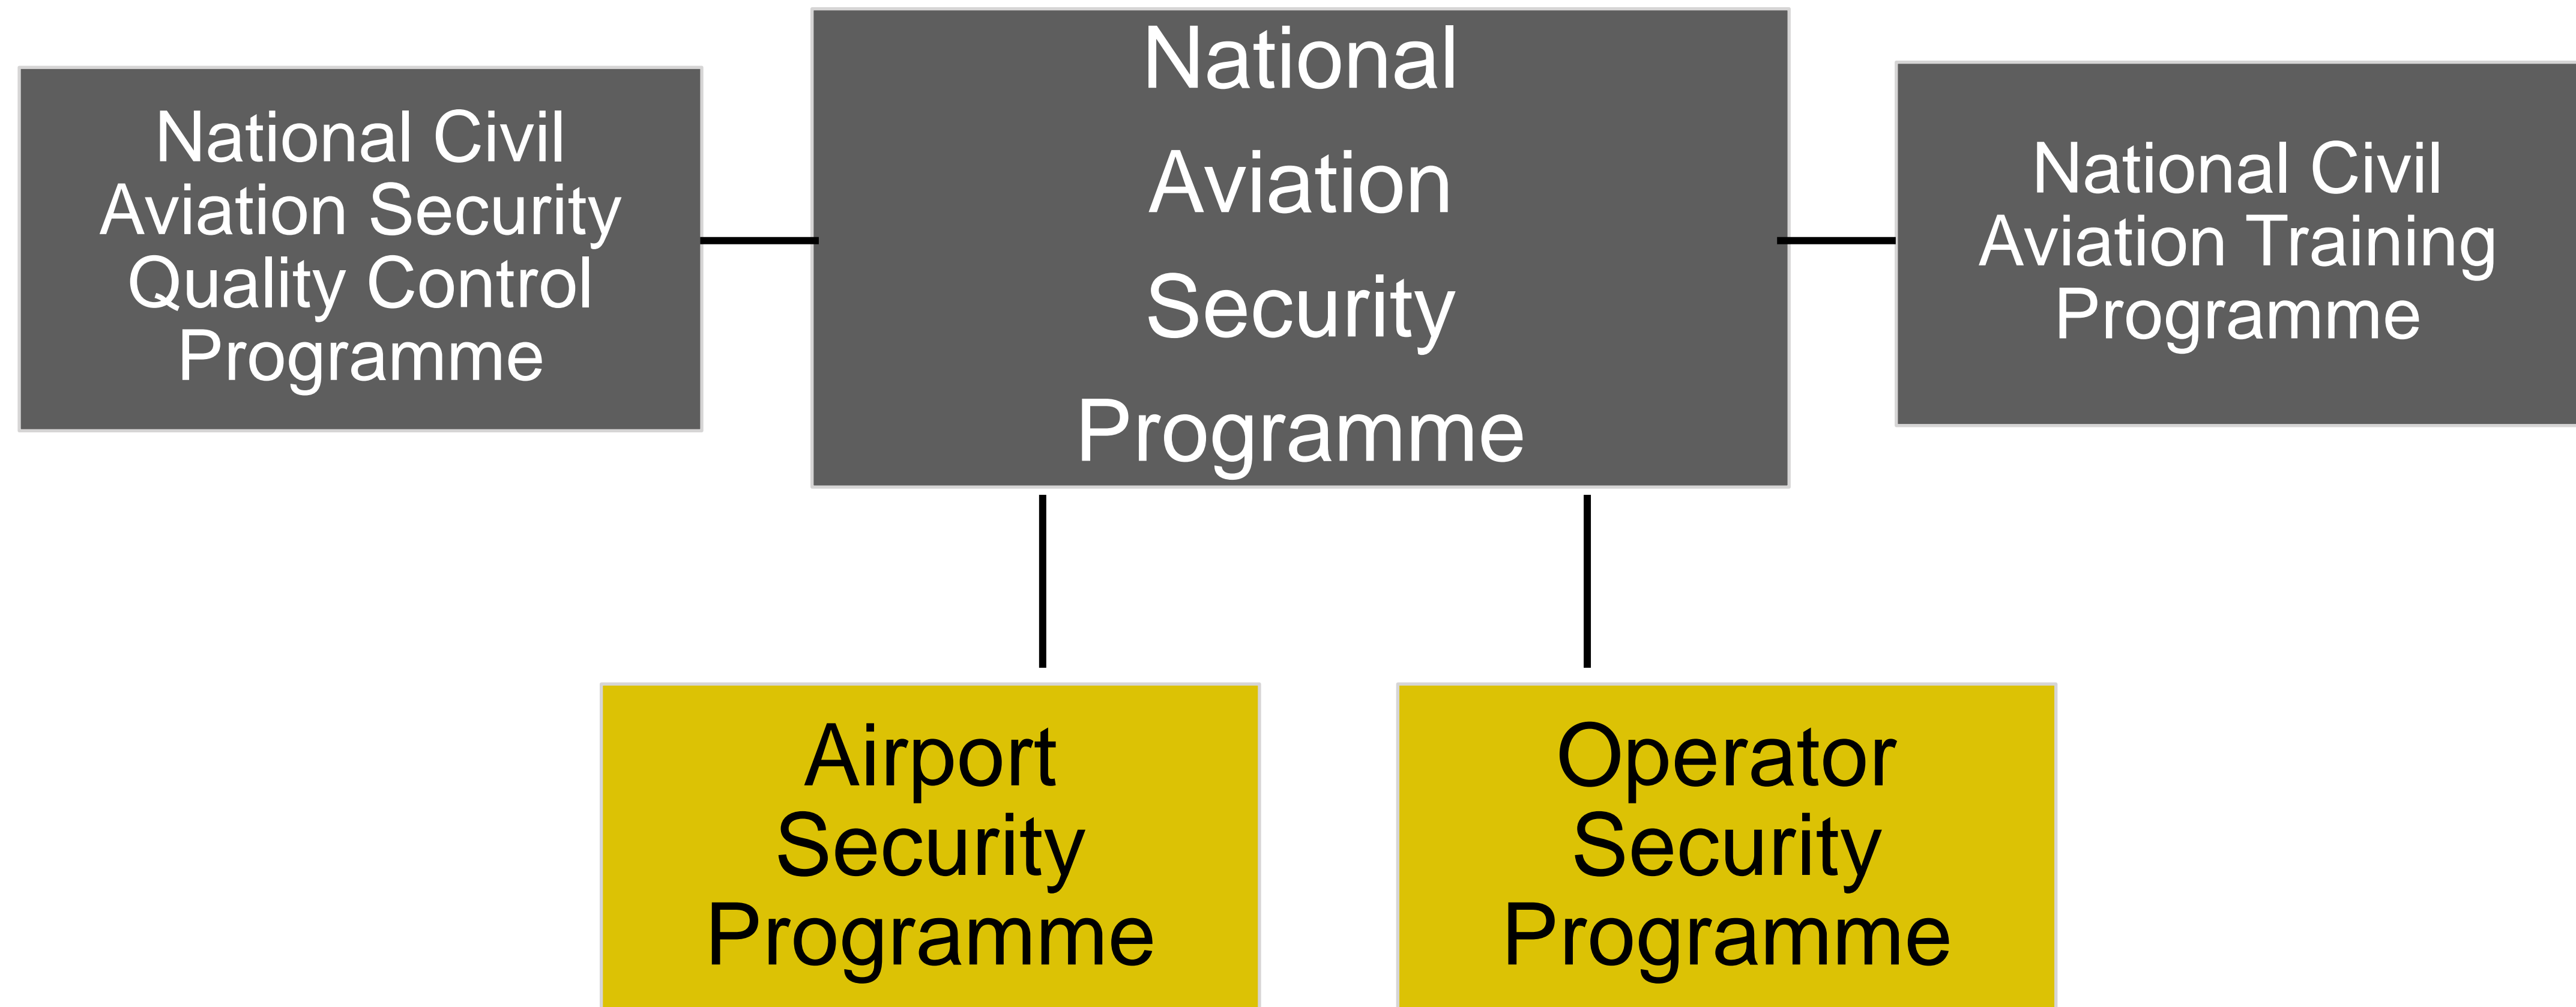 National Civil
Aviation Security
Quality Control
Programme
National
Aviation
Security
Programme
National Civil
Aviation Training
Programme
Airport
Security
Programme
Operator
Security
Programme